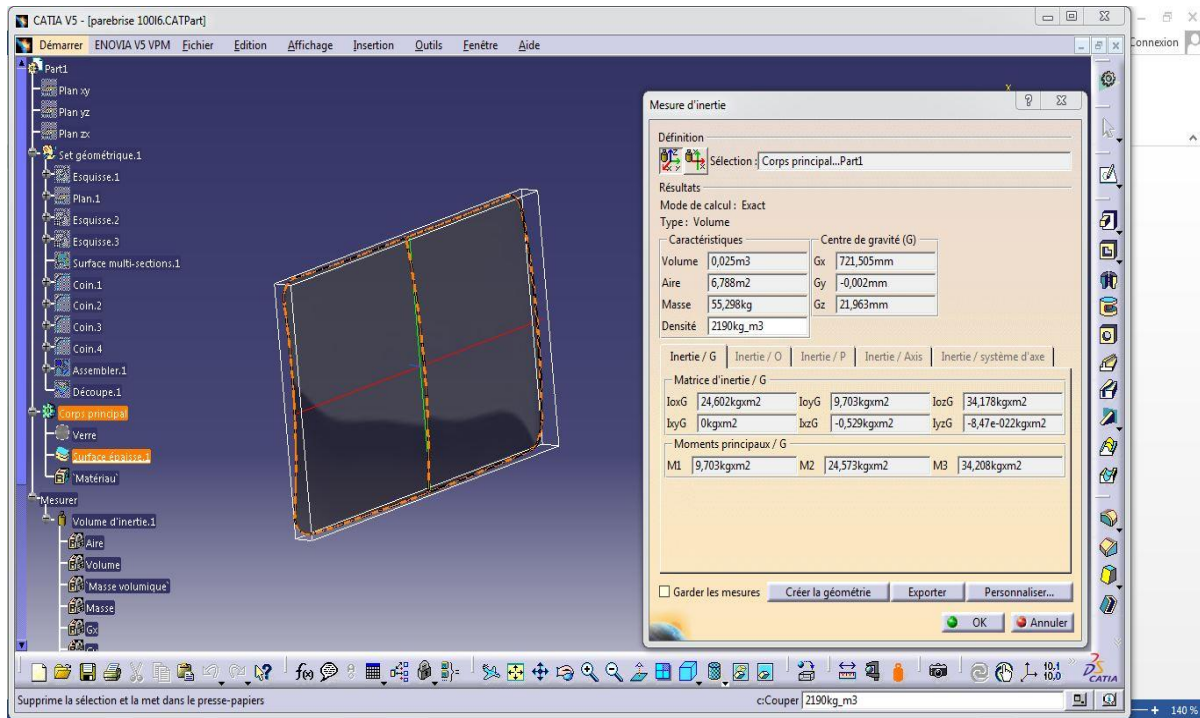 CATIA V5 - [parebrise 100I6.CATPart]
Connexion
Démarrer ENOVIA V5 VPM Fichier Edition Affichage Insertion Outils Fenêtre Aide
Part1
Plan xy
Plan yz
Plan zx
Set géométrique.1
Esquisse.1
Plan.1
Esquisse.2
Esquisse.3
Surface multi-sections.1
Coin.1
Coin.2
Coin.3
Coin.4
Assembler.1
Découpe.1
Corps principal
Verre
Surface épaisse.1
`Matériau`
Mesurer
Volume d'inertie.1
Aire
Volume
`Masse volumique`
Masse
Gx
x
Mesure d'inertie
Définition
Sélection : Corps principal...Part1
Résultats
Mode de calcul : Exact
Type : Volume
Caractéristiques
Volume 0,025m3
Aire 6,788m2
Masse 55,298kg
Densité 2190kg_m3
Centre de gravité (G)
Gx 721,505mm
Gy -0,002mm
Gz 21,963mm
Inertie / G Inertie / O Inertie / P Inertie / Axis Inertie / système d'axe
Matrice d'inertie / G
IoxG 24,602kgxm2 IoyG 9,703kgxm2 IozG 34,178kgxm2
IxyG 0kgxm2 IxzG -0,529kgxm2 IyzG -8,47e-022kgxm2
Moments principaux / G
M1 9,703kgxm2 M2 24,573kgxm2 M3 34,208kgxm2
Garder les mesures Créer la géométrie Exporter Personnaliser...
OK Annuler
10,1
10,0
CATIA
Supprime la sélection et la met dans le presse-papiers
c:Couper 2190kg_m3
140 %